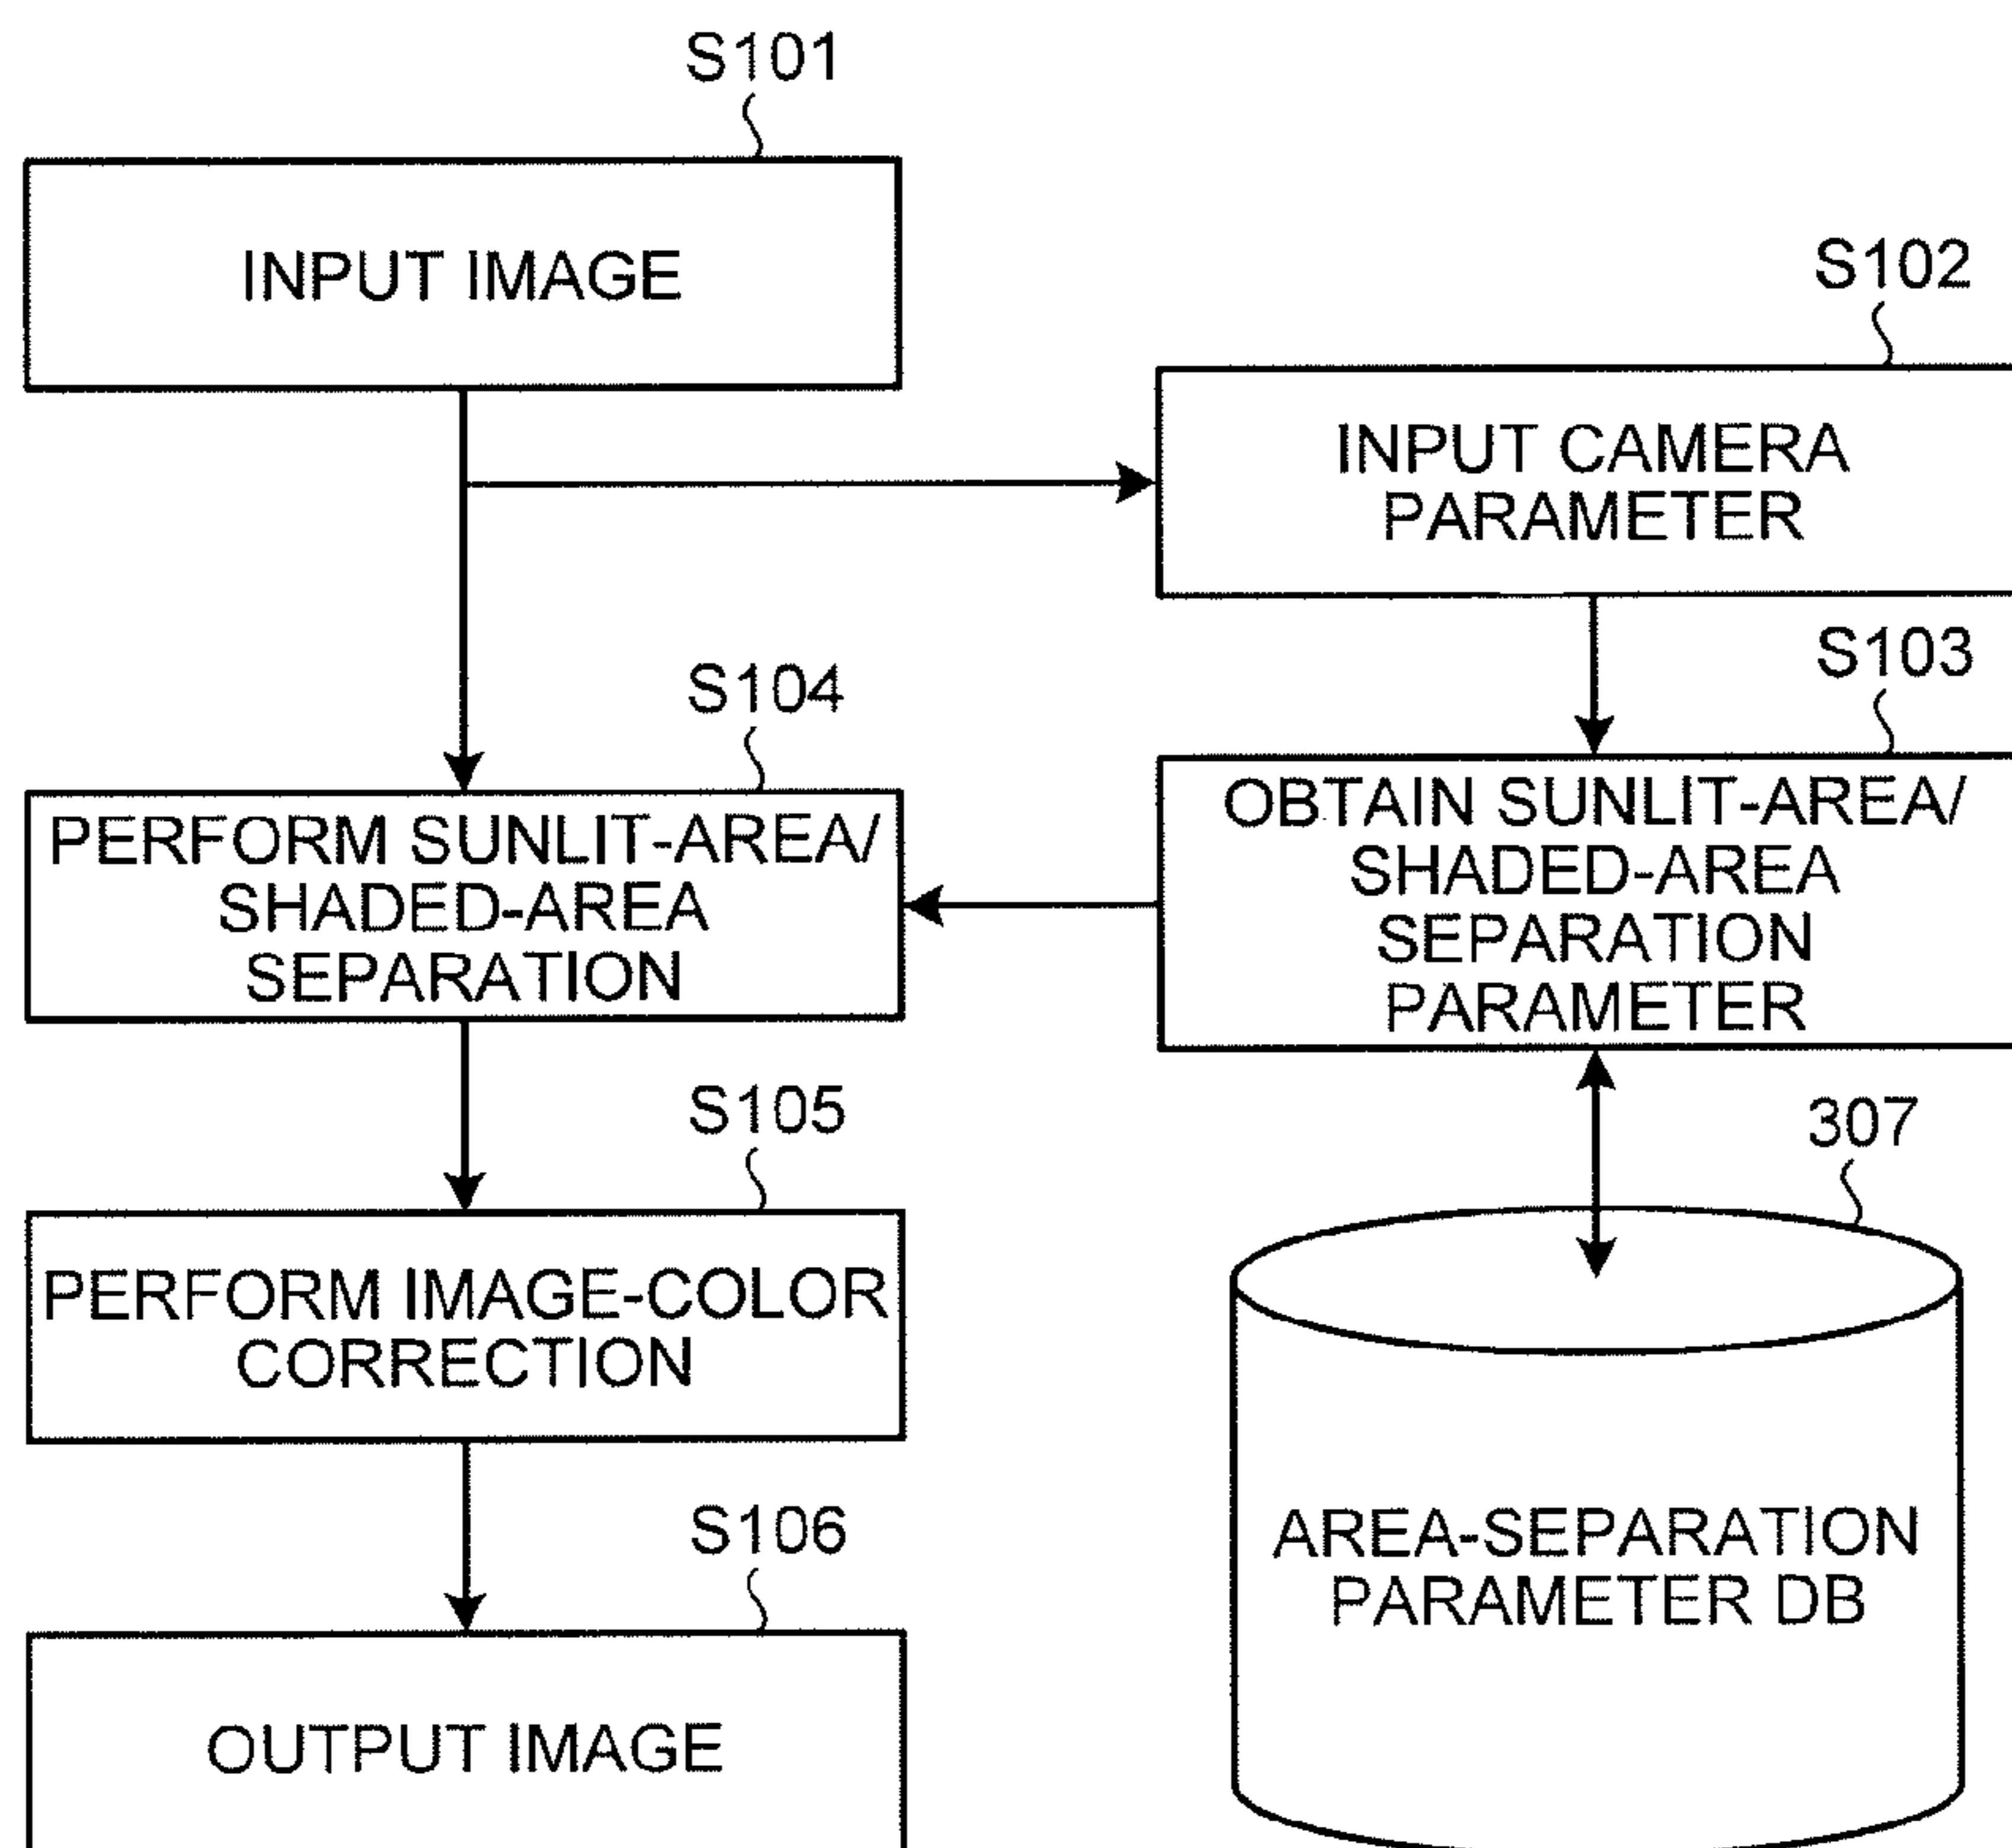 S101
INPUT IMAGE
S102
INPUT CAMERA
PARAMETER
S103
OBTAIN SUNLIT-AREA/
SHADED-AREA
SEPARATION
PARAMETER
S104
PERFORM SUNLIT-AREA/
SHADED-AREA
SEPARATION
S105
PERFORM IMAGE-COLOR
CORRECTION
307
AREA-SEPARATION
PARAMETER DB
S106
OUTPUT IMAGE